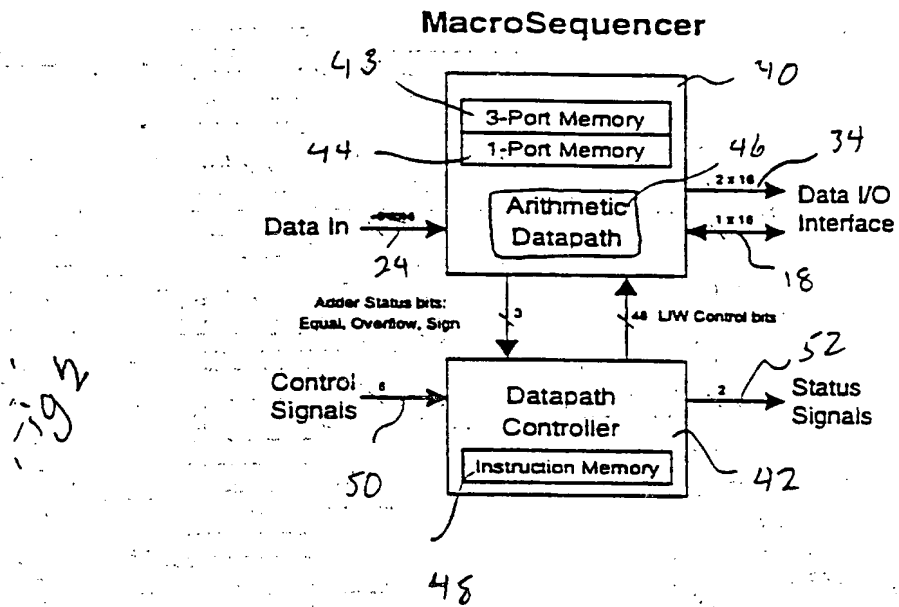 MacroSequencer
43
40
3-Port Memory
44
1-Port Memory
46
34
2 x 16
Data I/O
Interface
Arithmetic
Datapath
Data In
24
1 x 16
18
Adder Status bits:
Equal, Overflow, Sign
3
48
L/W Control bits
52
Control
Signals
6
Datapath
Controller
2
Status
Signals
50
Instruction Memory
42
48